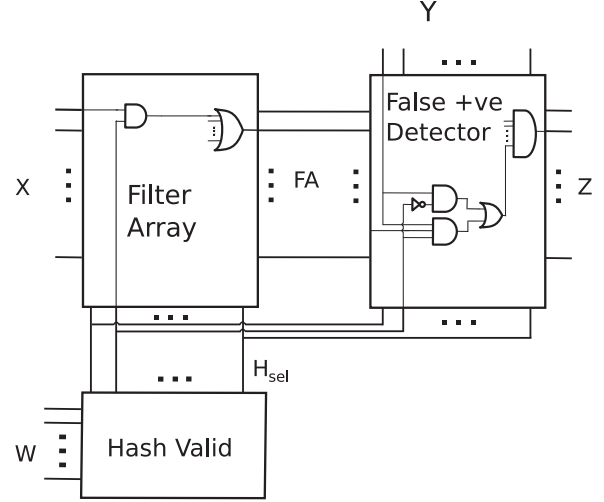 Y
False +ve
Detector
X
Filter
Array
FA
Z
H_sel
W
Hash Valid